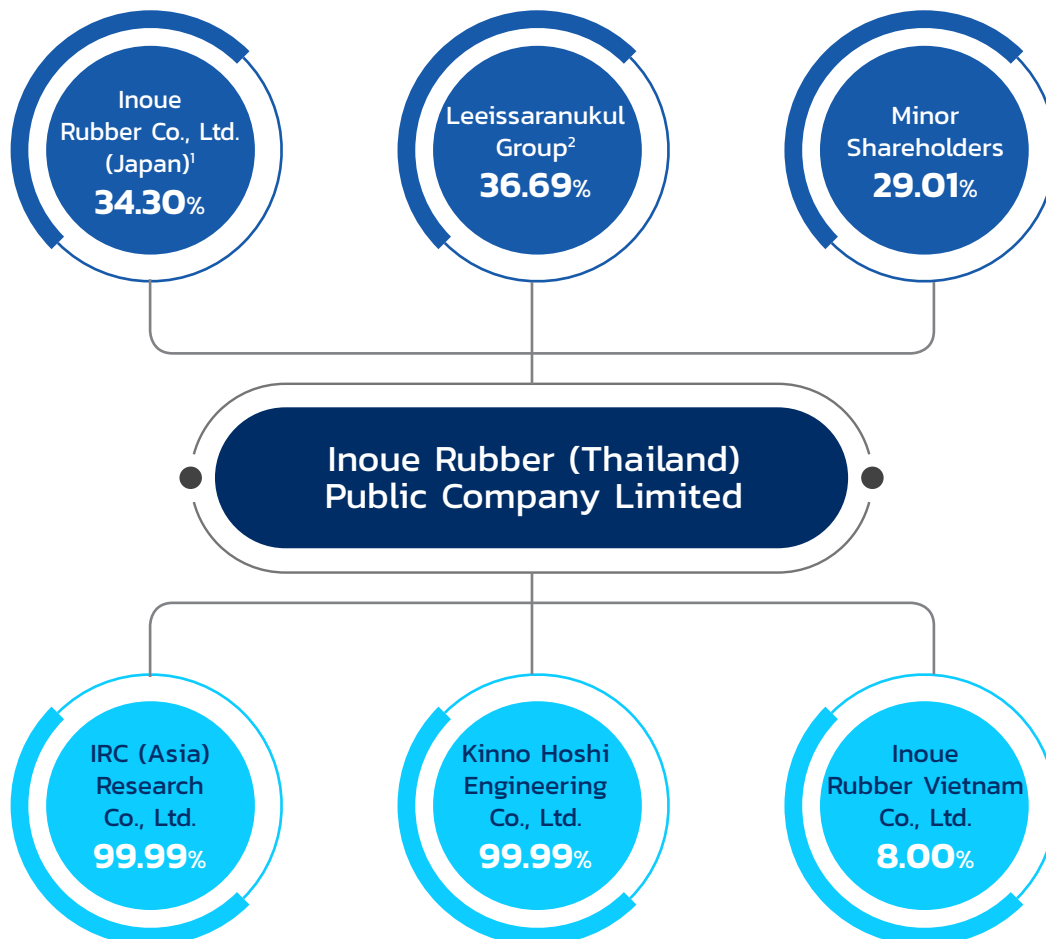 Inoue
Rubber Co., Ltd.
(Japan)¹
34.30%
Leeissaranukul
Group²
36.69%
Minor
Shareholders
29.01%
Inoue Rubber (Thailand)
Public Company Limited
IRC (Asia)
Research
Co., Ltd.
99.99%
Kinno Hoshi
Engineering
Co., Ltd.
99.99%
Inoue
Rubber Vietnam
Co., Ltd.
8.00%